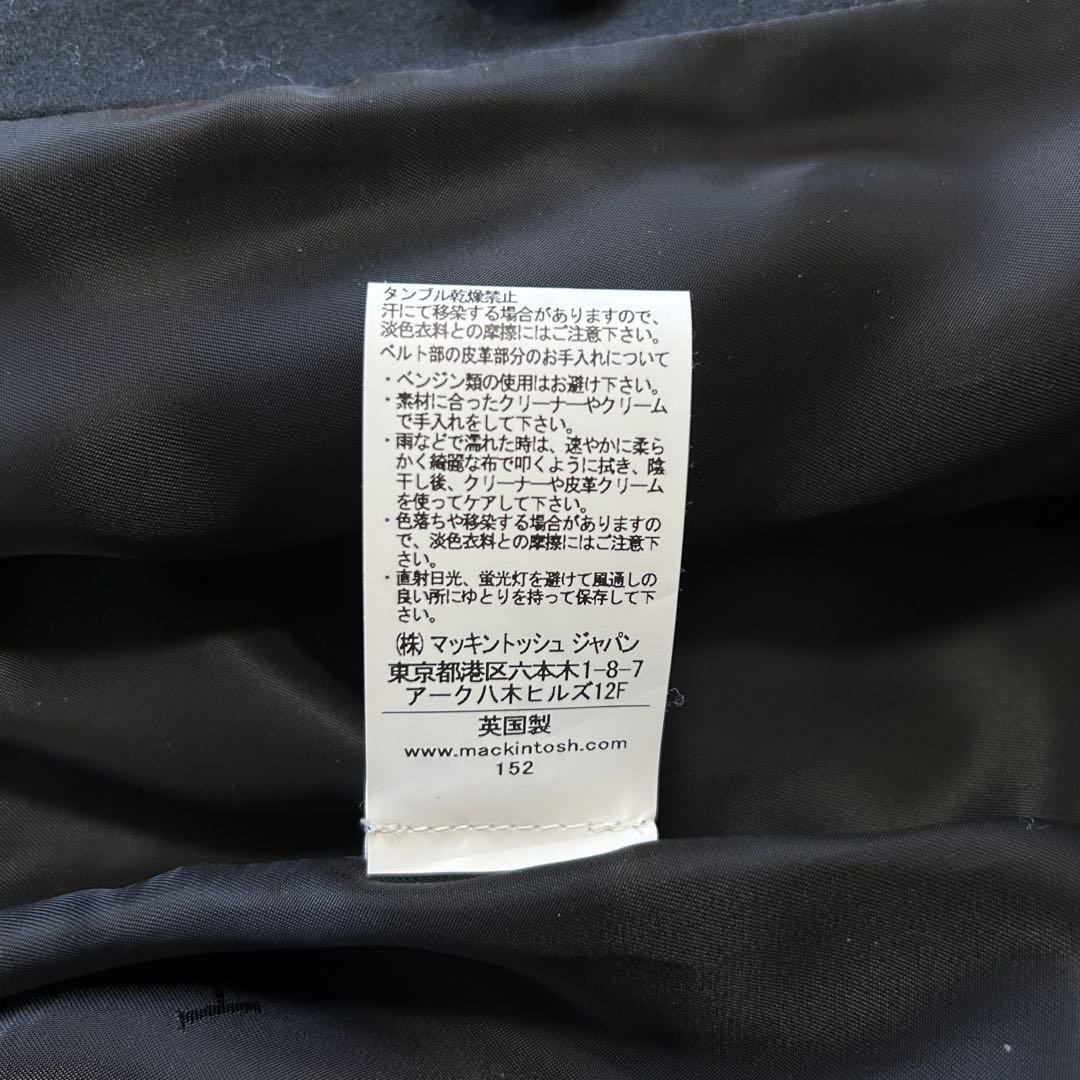 タンブル乾燥禁止
汗にて移染する場合がありますので、
淡色衣料との摩擦にはご注意下さい。
ベルト部の皮革部分のお手入れについて
・ベンジン類の使用はお避け下さい。
・素材に合ったクリーナーやクリーム
で手入れをして下さい。
・雨などで濡れた時は、速やかに柔ら
かく綺麗な布で叩くように拭き、陰
干し後、クリーナーや皮革クリーム
を使ってケアして下さい。
・色落ちや移染する場合がありますの
で、淡色衣料との摩擦にはご注意下
さい。
・直射日光、蛍光灯を避けて風通しの
良い所にゆとりを持って保存して下
さい。
(株) マッキントッシュ ジャパン
東京都港区六本木1-8-7
アーク八木ヒルズ12F
英国製
www.mackintosh.com
152